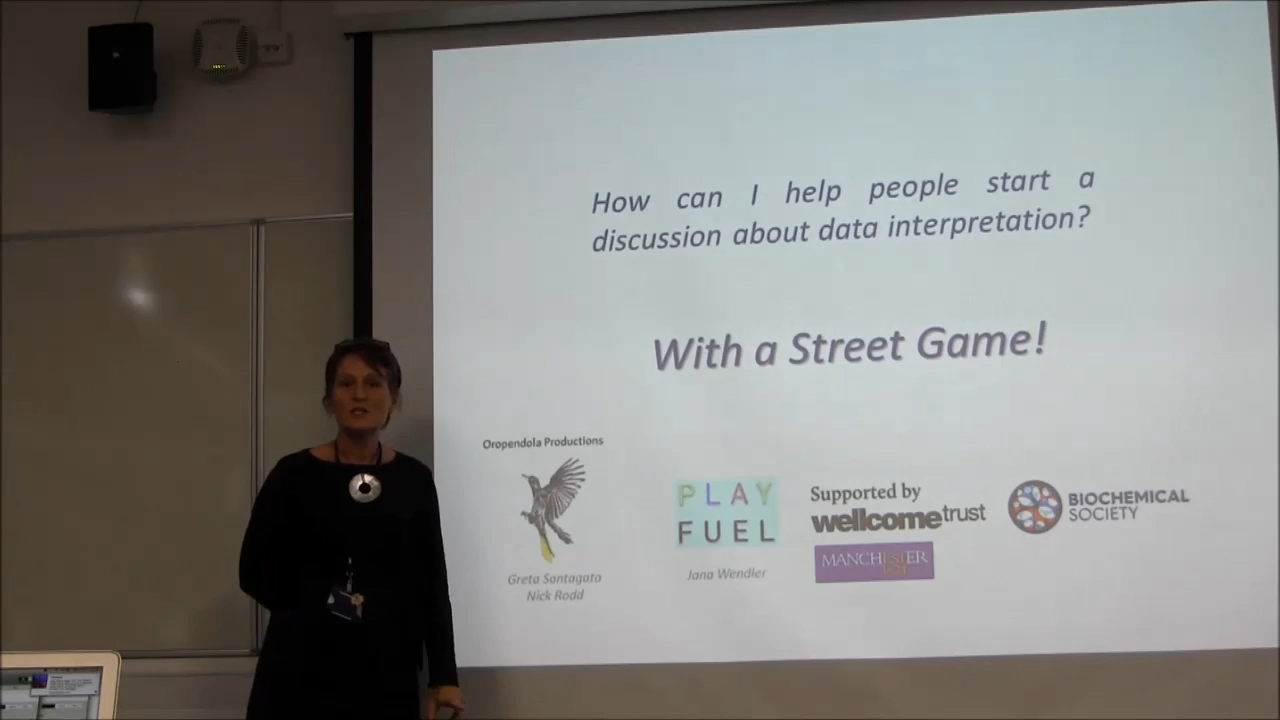 How can I help people start a
discussion about data interpretation?
With a Street Game!
Oropendola Productions
Greta Santagata
Nick Rodd
PLAY
FUEL
Jana Wendler
Supported by
wellcometrust
MANCHESTER
1824
BIOCHEMICAL
SOCIETY